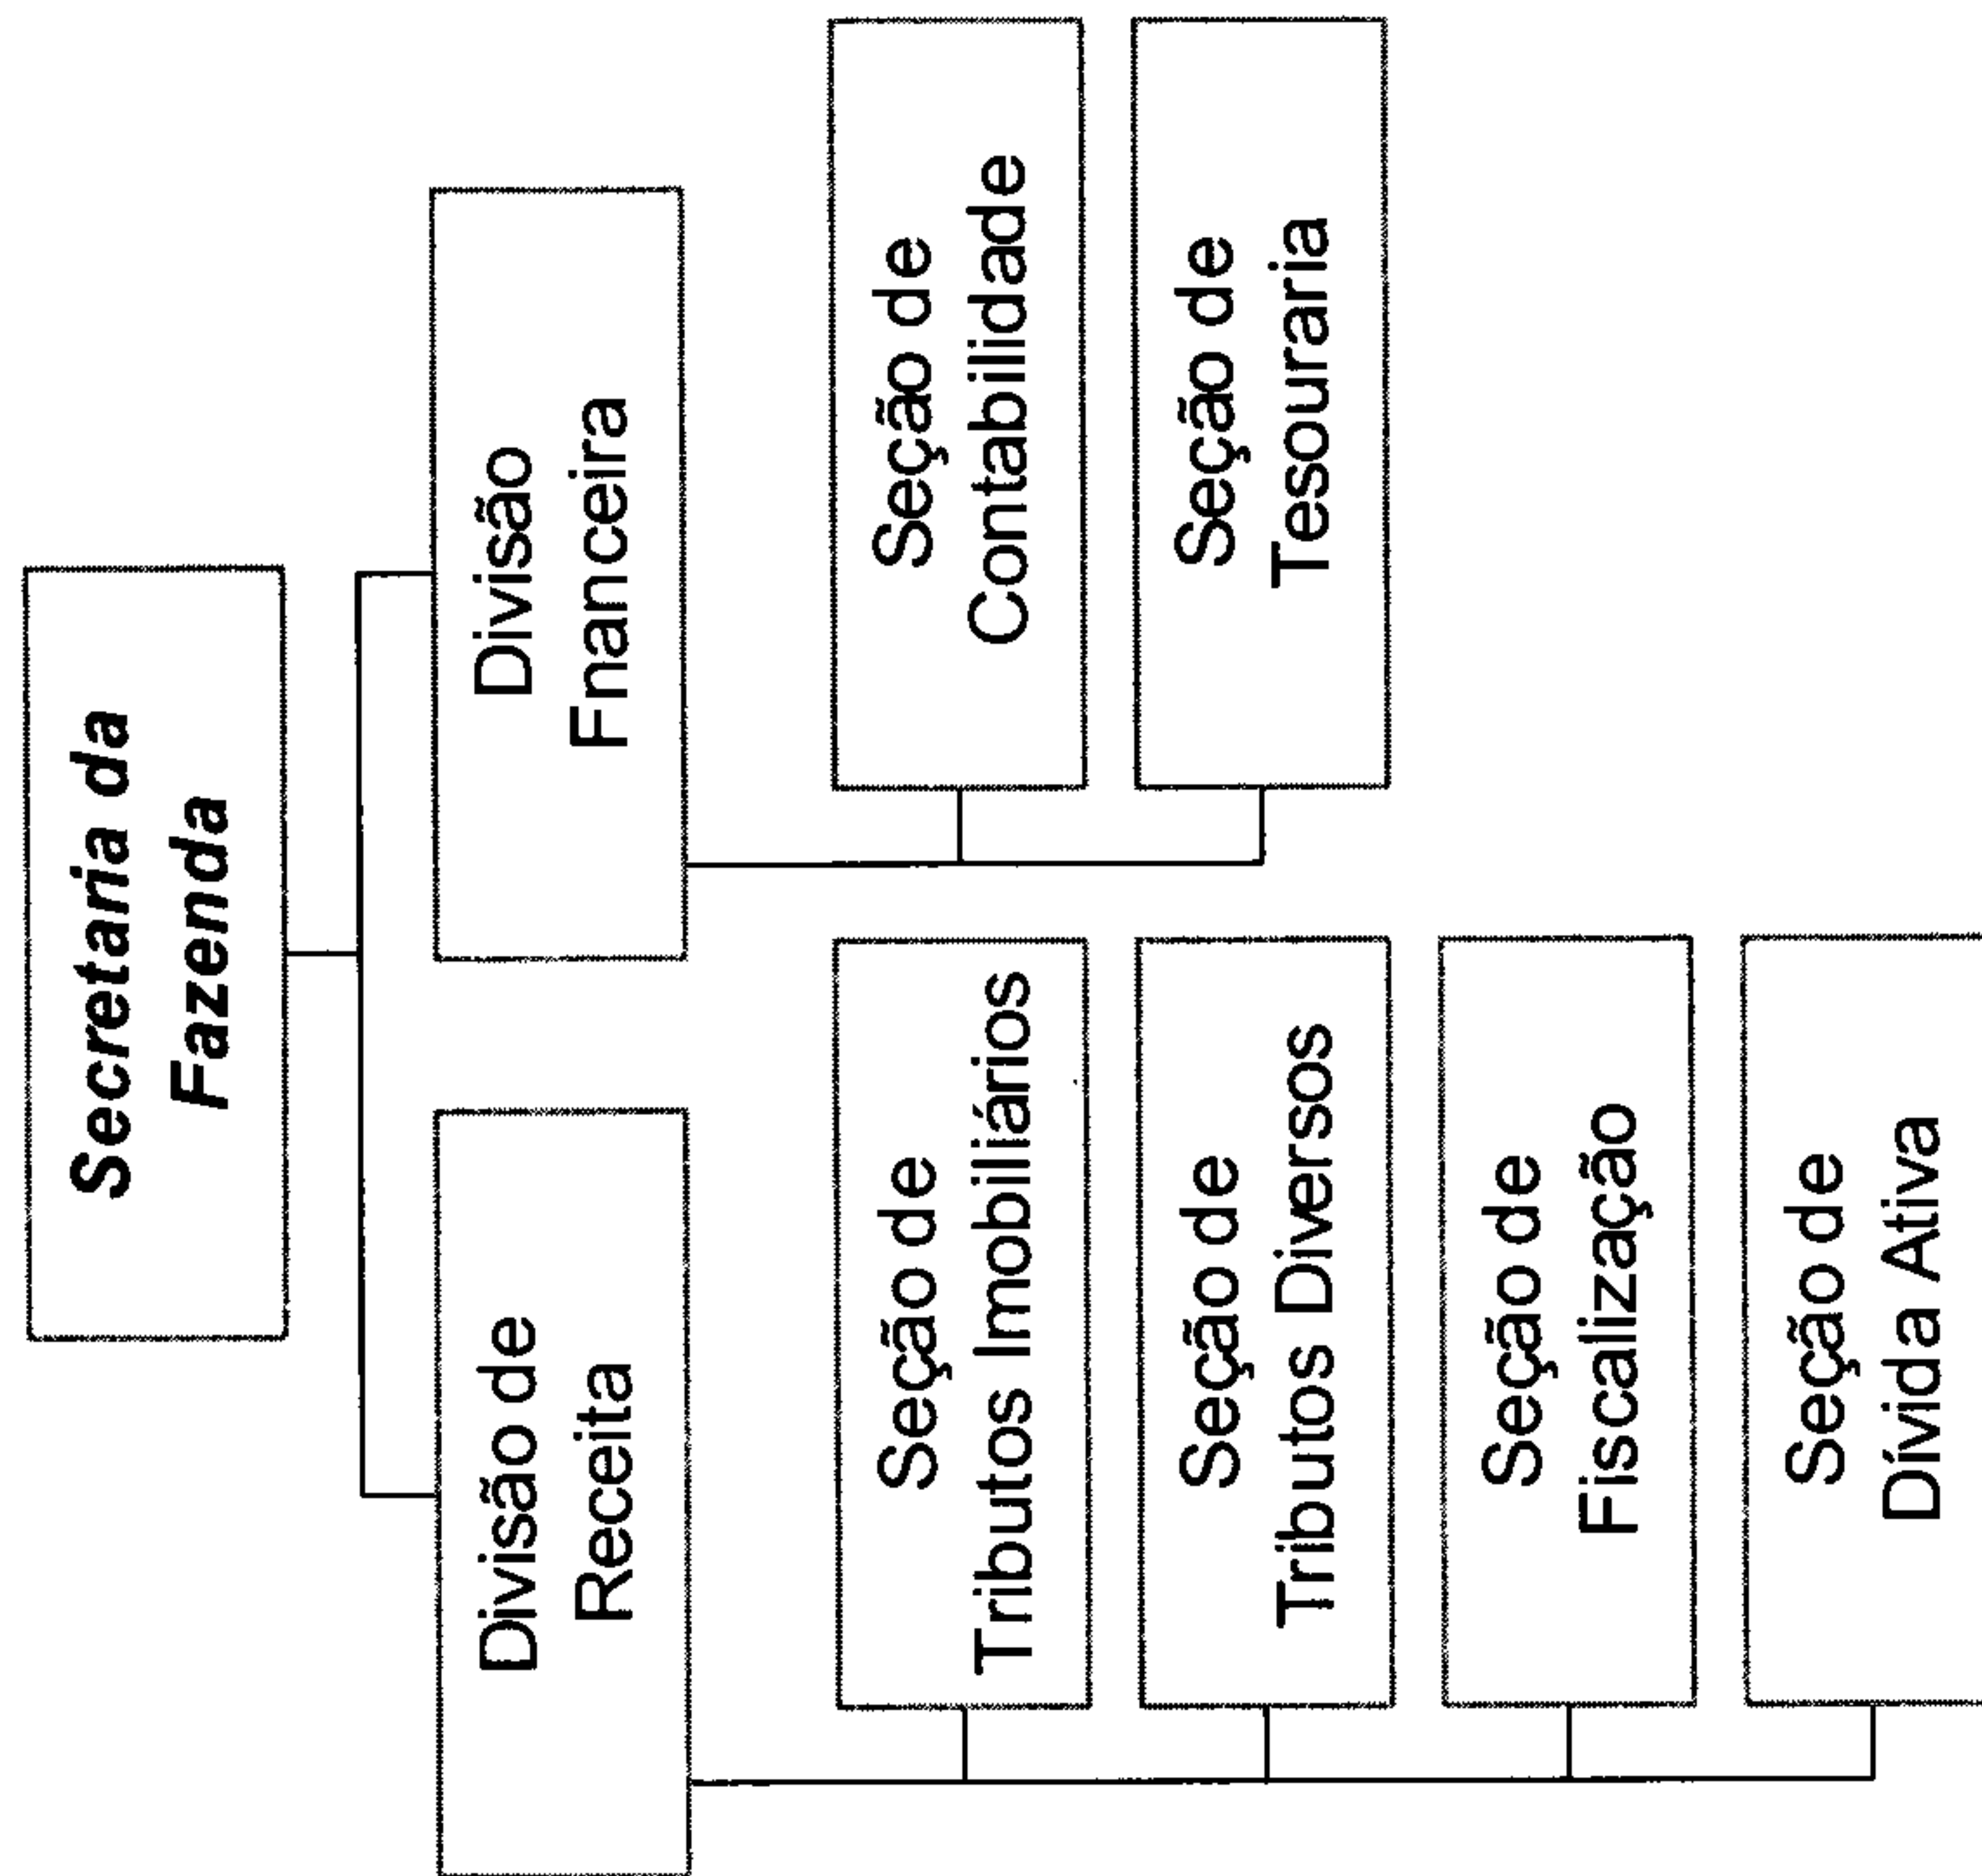 Secretaria da
Fazenda
Divisão de
Receita
Divisão
Fnanceira
Seção de
Tributos Imobiliários
Seção de
Tributos Diversos
Seção de
Fiscalização
Seção de
Dívida Ativa
Seção de
Contabilidade
Seção de
Tesouraria